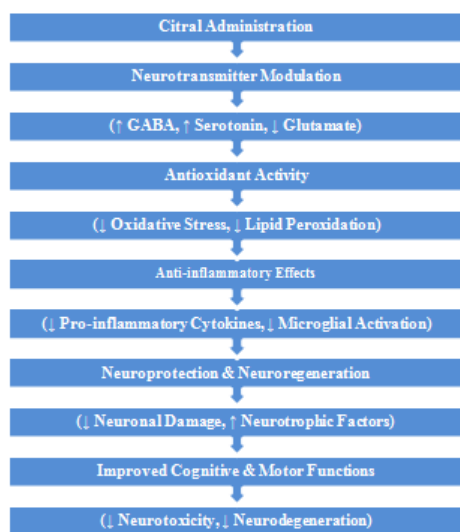 Citral Administration
Neurotransmitter Modulation
(↑ GABA, ↑ Serotonin, ↓ Glutamate)
Antioxidant Activity
(↓ Oxidative Stress, ↓ Lipid Peroxidation)
Anti-inflammatory Effects
(↓ Pro-inflammatory Cytokines, ↓ Microglial Activation)
Neuroprotection & Neuroregeneration
(↓ Neuronal Damage, ↑ Neurotrophic Factors)
Improved Cognitive & Motor Functions
(↓ Neurotoxicity, ↓ Neurodegeneration)